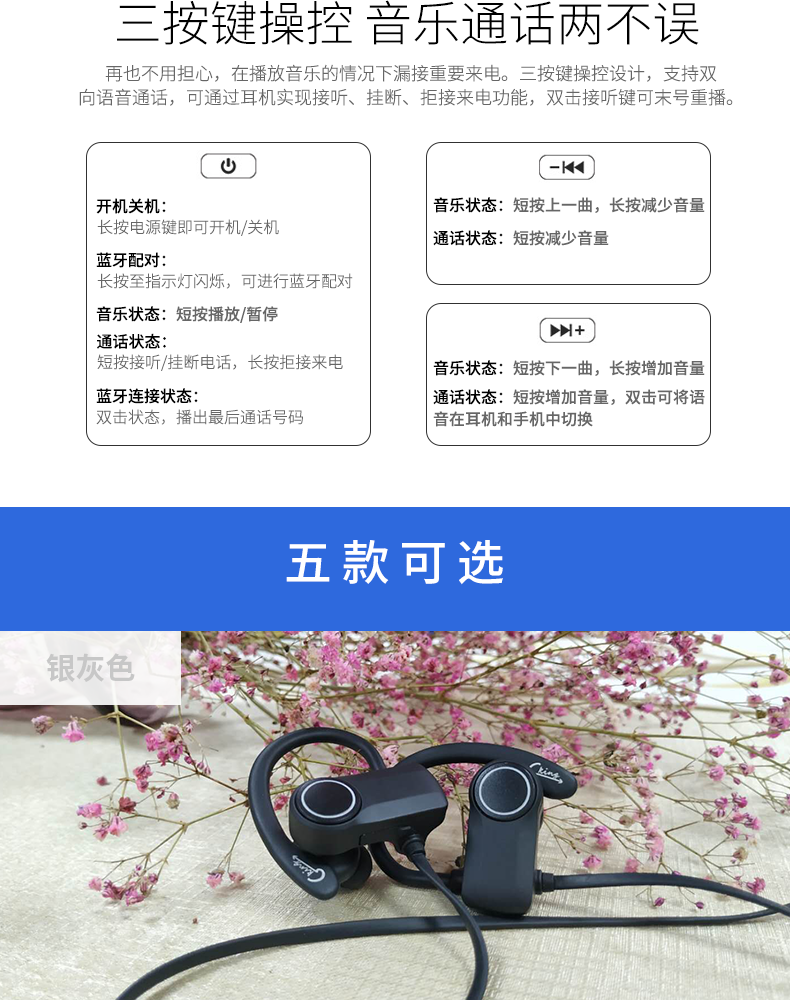 三按键操控 音乐通话两不误
再也不用担心，在播放音乐的情况下漏接重要来电。三按键操控设计，支持双
向语音通话，可通过耳机实现接听、挂断、拒接来电功能，双击接听键可末号重播。
开机关机：
长按电源键即可开机/关机
蓝牙配对：
长按至指示灯闪烁，可进行蓝牙配对
音乐状态：短按播放/暂停
通话状态：
短按接听/挂断电话，长按拒接来电
蓝牙连接状态：
双击状态，播出最后通话号码
音乐状态：短按上一曲，长按减少音量
通话状态：短按减少音量
音乐状态：短按下一曲，长按增加音量
通话状态：短按增加音量，双击可将语
音在耳机和手机中切换
五款可选
银灰色
Cking
Cking